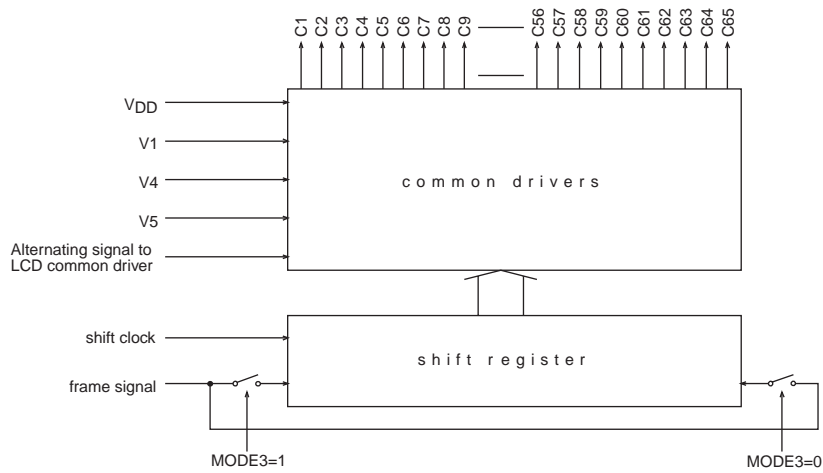 C1 C2 C3 C4 C5 C6 C7 C8 C9 C56 C57 C58 C59 C60 C61 C62 C63 C64 C65
VDD
V1
V4
common drivers
V5
Alternating signal to
LCD common driver
shift clock
shift register
frame signal
MODE3=1 MODE3=0